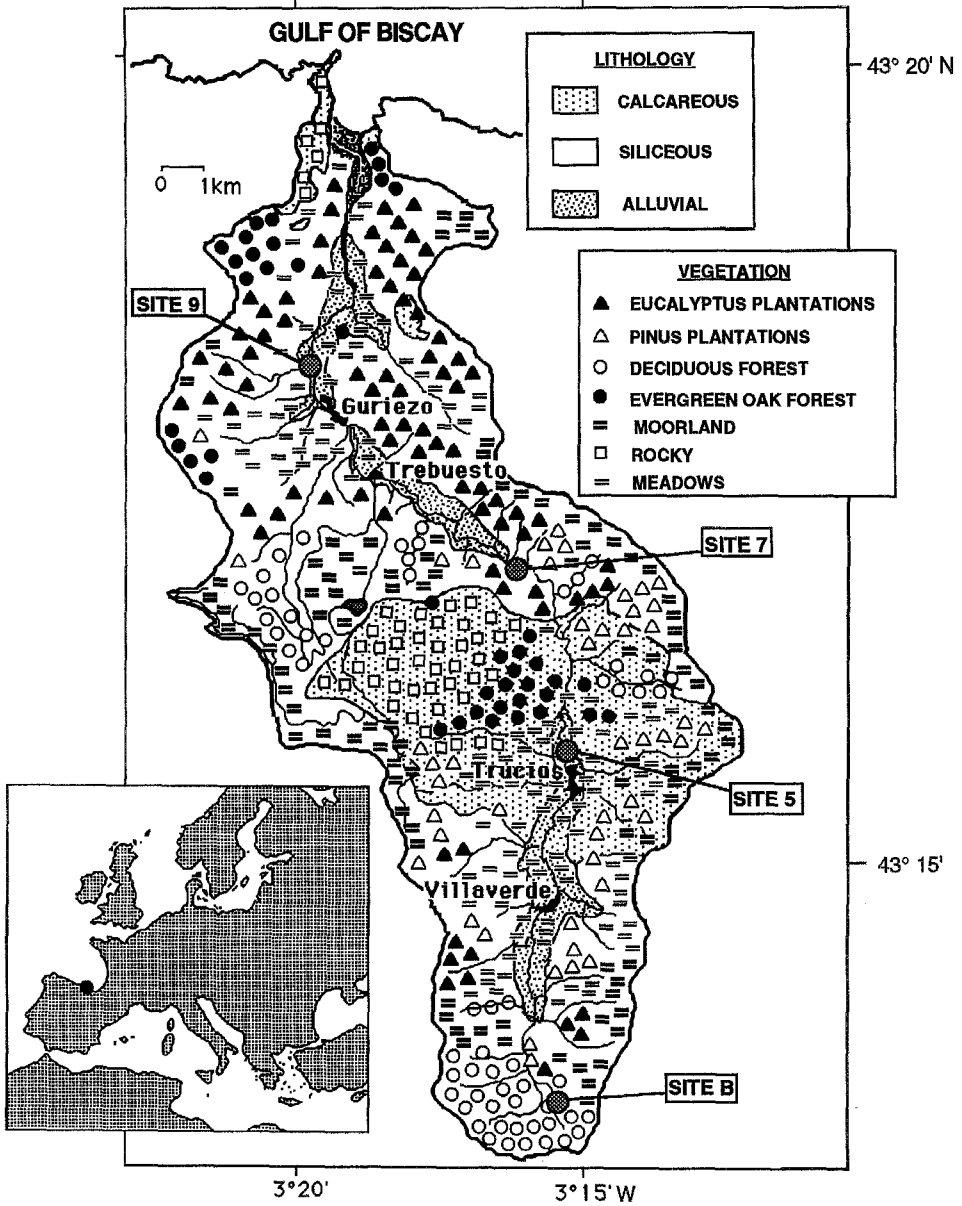 GULF OF BISCAY
LITHOLOGY
CALCAREOUS
SILICEOUS
ALLUVIAL
43° 20' N
0 1km
VEGETATION
EUCALYPTUS PLANTATIONS
PINUS PLANTATIONS
DECIDUOUS FOREST
EVERGREEN OAK FOREST
MOORLAND
ROCKY
MEADOWS
SITE 9
Guriezo
Trebuesto
SITE 7
Trucios
SITE 5
43° 15'
Villaverde
SITE B
3° 20'
3° 15' W